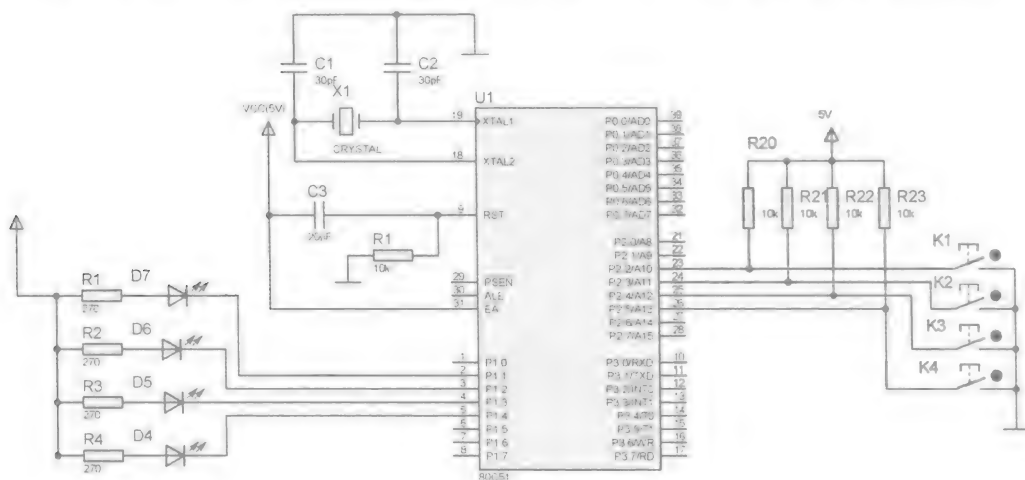 C1
30pF
C2
30pF
X1
CRYSTAL
VCC(5V)
C3
R1
10k
U1
19
XTAL1
18
XTAL2
9
RST
29
PSEN
30
ALE
31
EA
1
P1.0
2
P1.1
3
P1.2
4
P1.3
5
P1.4
6
P1.5
7
P1.6
8
P1.7
80C51
P0.0/AD0
39
P0.1/AD1
38
P0.2/AD2
37
P0.3/AD3
36
P0.4/AD4
35
P0.5/AD5
34
P0.6/AD6
33
P0.7/AD7
32
P2.0/A8
21
P2.1/A9
22
P2.2/A10
23
P2.3/A11
24
P2.4/A12
25
P2.5/A13
26
P2.6/A14
27
P2.7/A15
28
P3.0/RXD
10
P3.1/TXD
11
P3.2/INT0
12
P3.3/INT1
13
P3.4/T0
14
P3.5/T1
15
P3.6/WR
16
P3.7/RD
17
R1
270
D7
R2
270
D6
R3
270
D5
R4
270
D4
5V
R20
10k
R21
10k
R22
10k
R23
10k
K1
K2
K3
K4